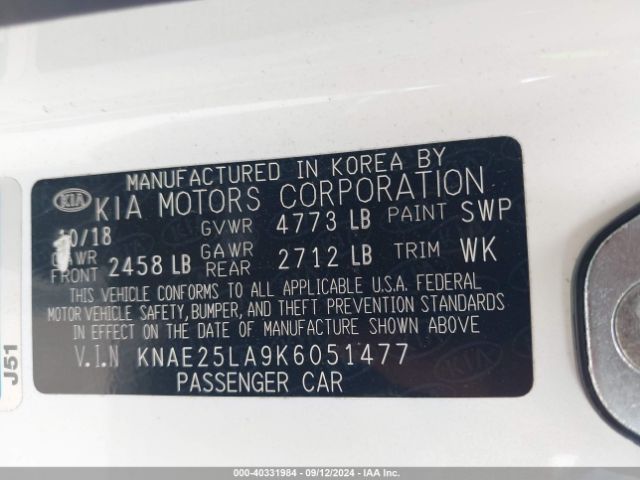 MANUFACTURED IN KOREA BY
KIA KIA MOTORS CORPORATION
10/18 GVWR 4773 LB PAINT SWP
GAWR FRONT 2458 LB GAWR REAR 2712 LB TRIM WK
THIS VEHICLE CONFORMS TO ALL APPLICABLE U.S.A. FEDERAL
MOTOR VEHICLE SAFETY, BUMPER, AND THEFT PREVENTION STANDARDS
IN EFFECT ON THE DATE OF MANUFACTURE SHOWN ABOVE
V.I.N KNAE25LA9K6051477
PASSENGER CAR
J51
000-40331984 - 09/12/2024 - IAA Inc.